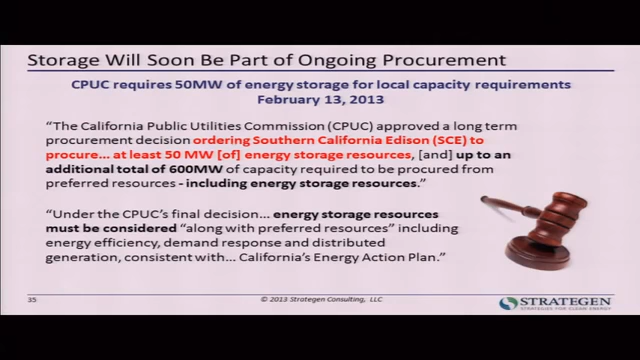 Storage Will Soon Be Part of Ongoing Procurement
CPUC requires 50MW of energy storage for local capacity requirements
February 13, 2013
“The California Public Utilities Commission (CPUC) approved a long term
procurement decision ordering Southern California Edison (SCE) to
procure... at least 50 MW [of] energy storage resources, [and] up to an
additional total of 600MW of capacity required to be procured from
preferred resources - including energy storage resources.”
“Under the CPUC’s final decision... energy storage resources
must be considered “along with preferred resources” including
energy efficiency, demand response and distributed
generation, consistent with... California’s Energy Action Plan.”
35
© 2013 Strategen Consulting, LLC
STRATEGEN
STRATEGIES FOR CLEAN ENERGY